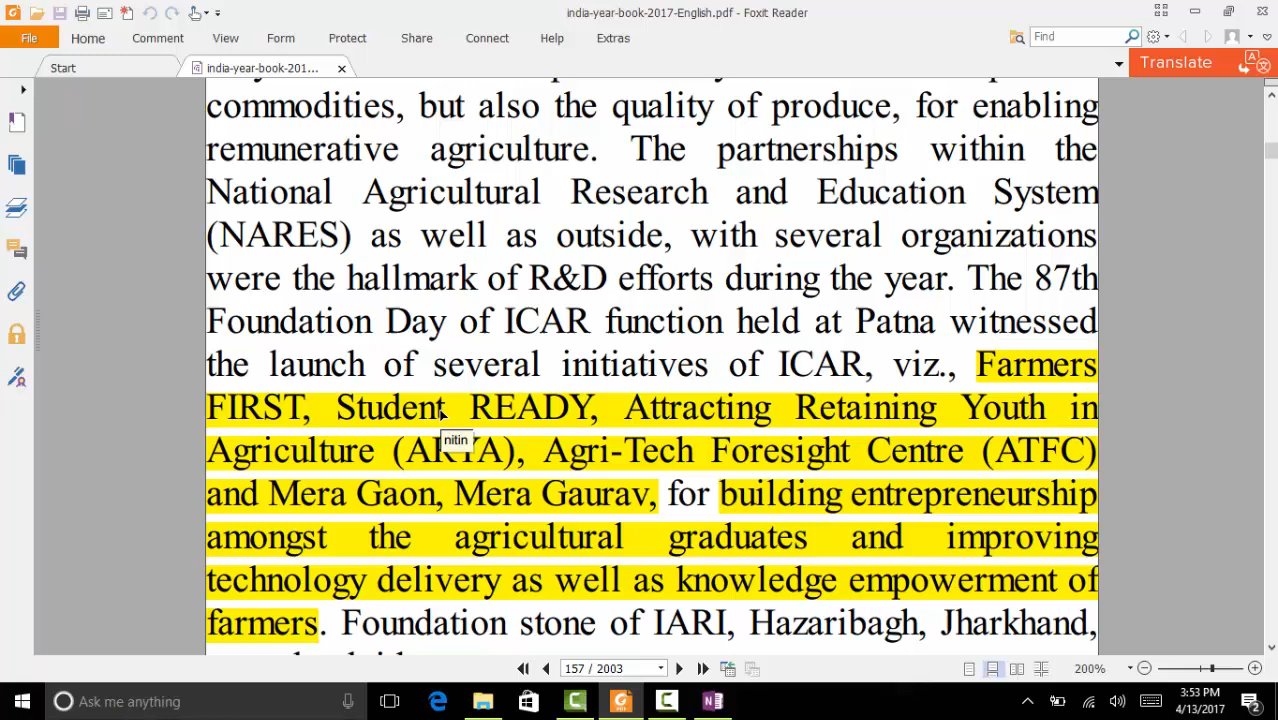 india-year-book-2017-English.pdf - Foxit Reader
File Home Comment View Form Protect Share Connect Help Extras Find
Start india-year-book-201... Translate
commodities, but also the quality of produce, for enabling
remunerative agriculture. The partnerships within the
National Agricultural Research and Education System
(NARES) as well as outside, with several organizations
were the hallmark of R&D efforts during the year. The 87th
Foundation Day of ICAR function held at Patna witnessed
the launch of several initiatives of ICAR, viz., Farmers
FIRST, Student READY, Attracting Retaining Youth in
nitin
Agriculture (ARYA), Agri-Tech Foresight Centre (ATFC)
and Mera Gaon, Mera Gaurav, for building entrepreneurship
amongst the agricultural graduates and improving
technology delivery as well as knowledge empowerment of
farmers. Foundation stone of IARI, Hazaribagh, Jharkhand,
157 / 2003 200%
Ask me anything 3:53 PM
4/13/2017 2